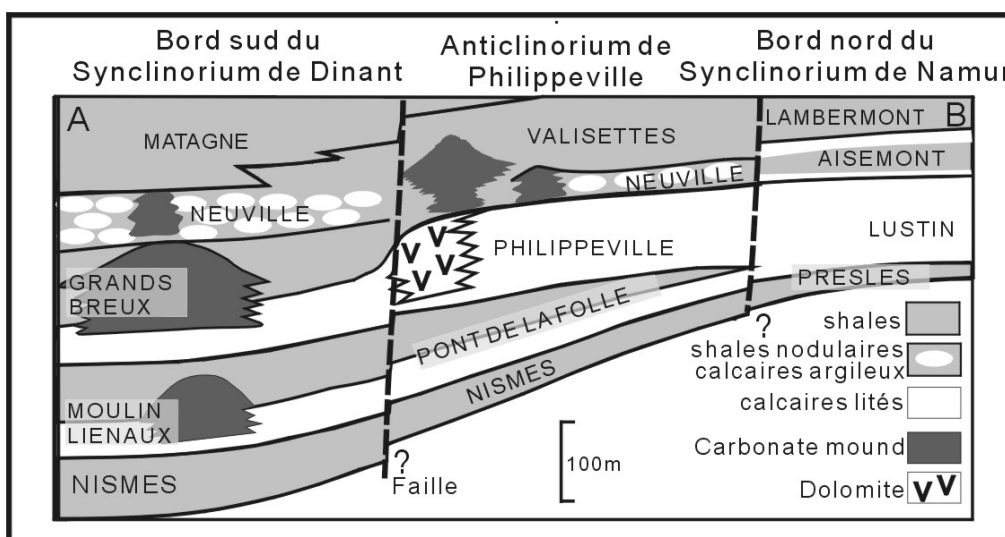 Bord sud du
Synclinorium de Dinant
Anticlinorium de
Philippeville
Bord nord du
Synclinorium de Namur
A
B
MATAGNE
VALISETTES
LAMBERMONT
AISEMONT
NEUVILLE
NEUVILLE
LUSTIN
PHILIPPEVILLE
GRANDS
BREUX
PRESLES
PONT DE LA FOLLE
NISMES
MOULIN
LIENAUX
NISMES
?
Faille
?
100m
shales
shales nodulaires
calcaires argileux
calcaires lités
Carbonate mound
Dolomite